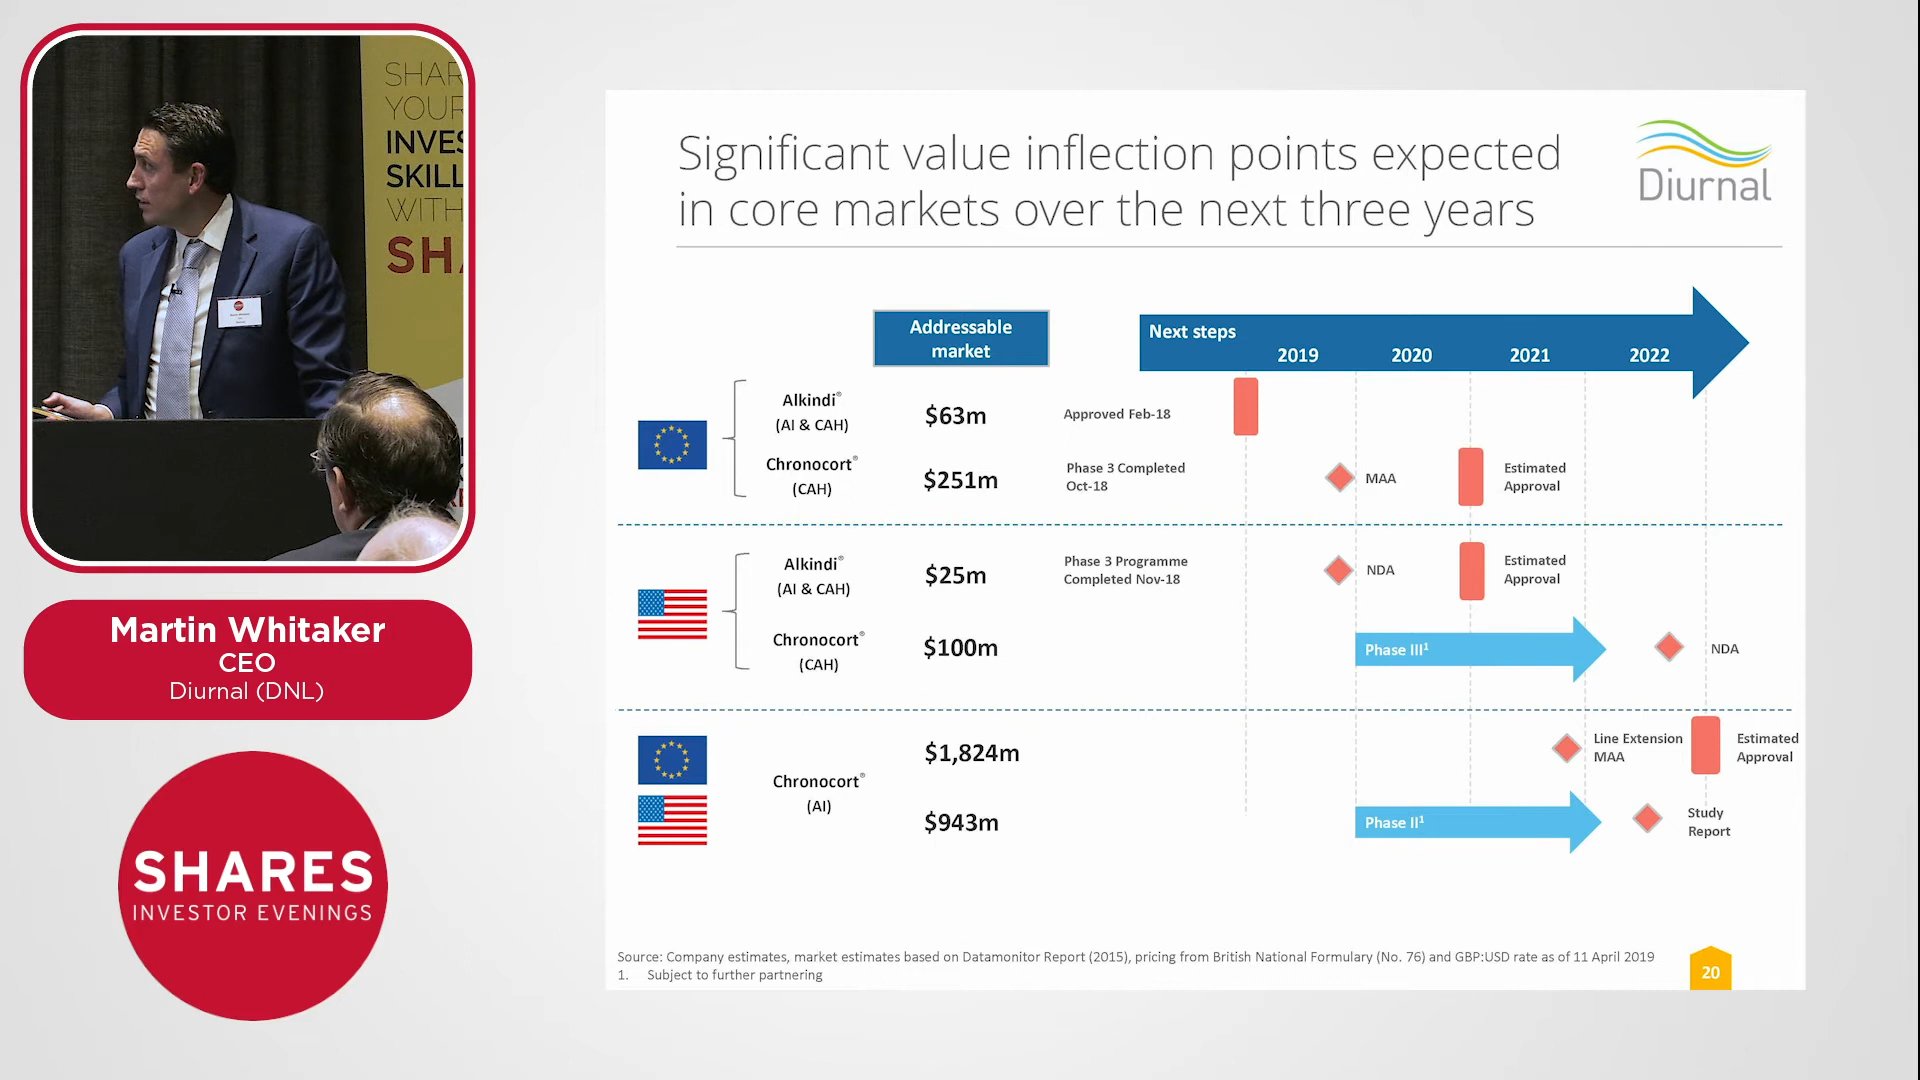 SHAR
YOUR
INVES
SKILL
WITH
SHA
Martin Whitaker
CEO
Diurnal (DNL)
SHARES
INVESTOR EVENINGS
Significant value inflection points expected
in core markets over the next three years
Diurnal
Addressable
market
Next steps
2019 2020 2021 2022
Alkindi®
(AI & CAH)
$63m
Approved Feb-18
Chronocort®
(CAH)
$251m
Phase 3 Completed
Oct-18
MAA
Estimated
Approval
Alkindi®
(AI & CAH)
$25m
Phase 3 Programme
Completed Nov-18
NDA
Estimated
Approval
Chronocort®
(CAH)
$100m
Phase III¹
NDA
$1,824m
Line Extension
MAA
Estimated
Approval
Chronocort®
(AI)
$943m
Phase II¹
Study
Report
Source: Company estimates, market estimates based on Datamonitor Report (2015), pricing from British National Formulary (No. 76) and GBP:USD rate as of 11 April 2019
1. Subject to further partnering
20